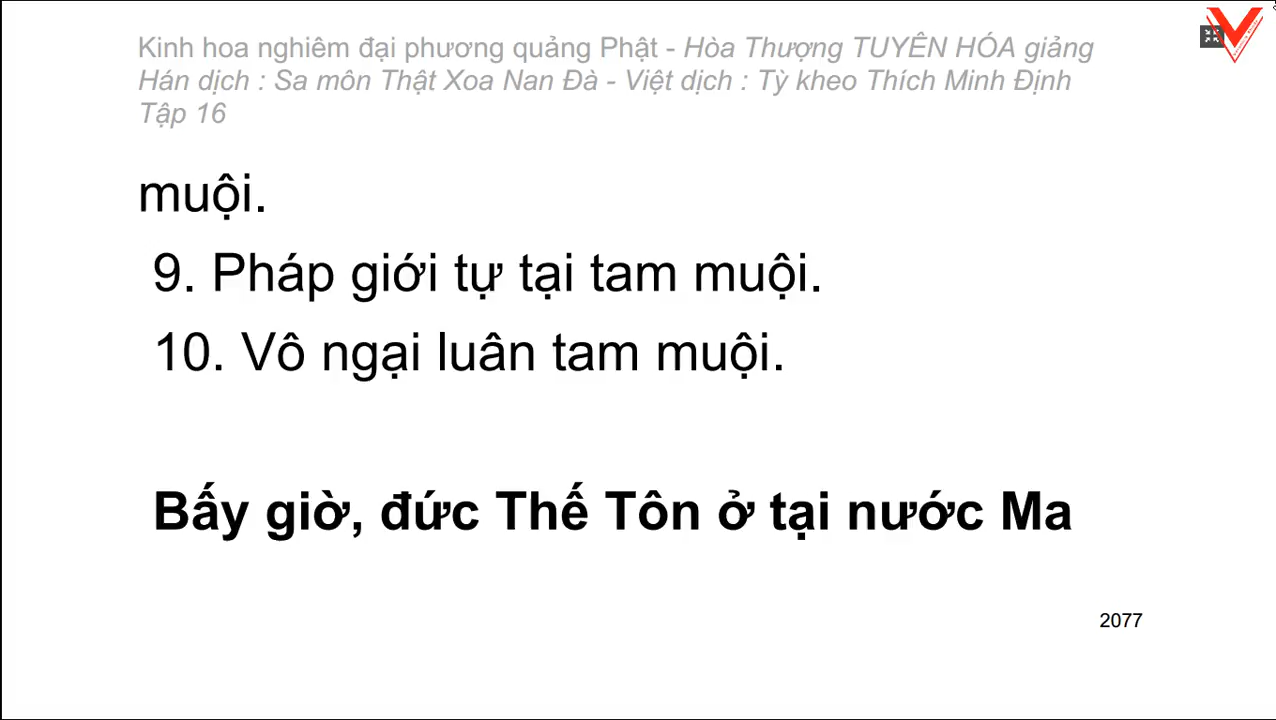 Kinh hoa nghiêm đại phương quảng Phật - Hòa Thượng TUYÊN HÓA giảng
Hán dịch : Sa môn Thật Xoa Nan Đà - Việt dịch : Tỳ kheo Thích Minh Định
Tập 16
muội.
9. Pháp giới tự tại tam muội.
10. Vô ngại luân tam muội.
Bấy giờ, đức Thế Tôn ở tại nước Ma
2077